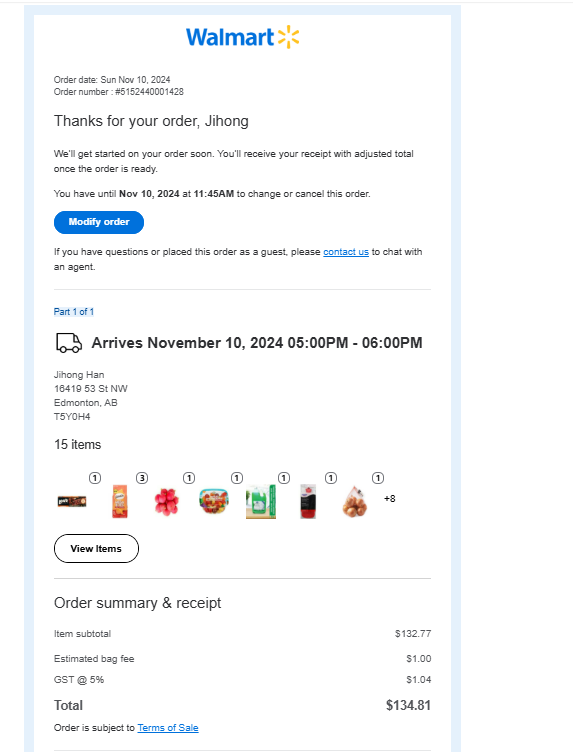 Walmart
Order date: Sun Nov 10, 2024
Order number : #5152440001428
Thanks for your order, Jihong
We'll get started on your order soon. You'll receive your receipt with adjusted total
once the order is ready.
You have until Nov 10, 2024 at 11:45AM to change or cancel this order.
Modify order
If you have questions or placed this order as a guest, please contact us to chat with
an agent.
Part 1 of 1
Arrives November 10, 2024 05:00PM - 06:00PM
Jihong Han
16419 53 St NW
Edmonton, AB
T5Y0H4
15 items
1 3 1 1 1 1 1
+8
View Items
Order summary & receipt
Item subtotal $132.77
Estimated bag fee $1.00
GST @ 5% $1.04
Total $134.81
Order is subject to Terms of Sale